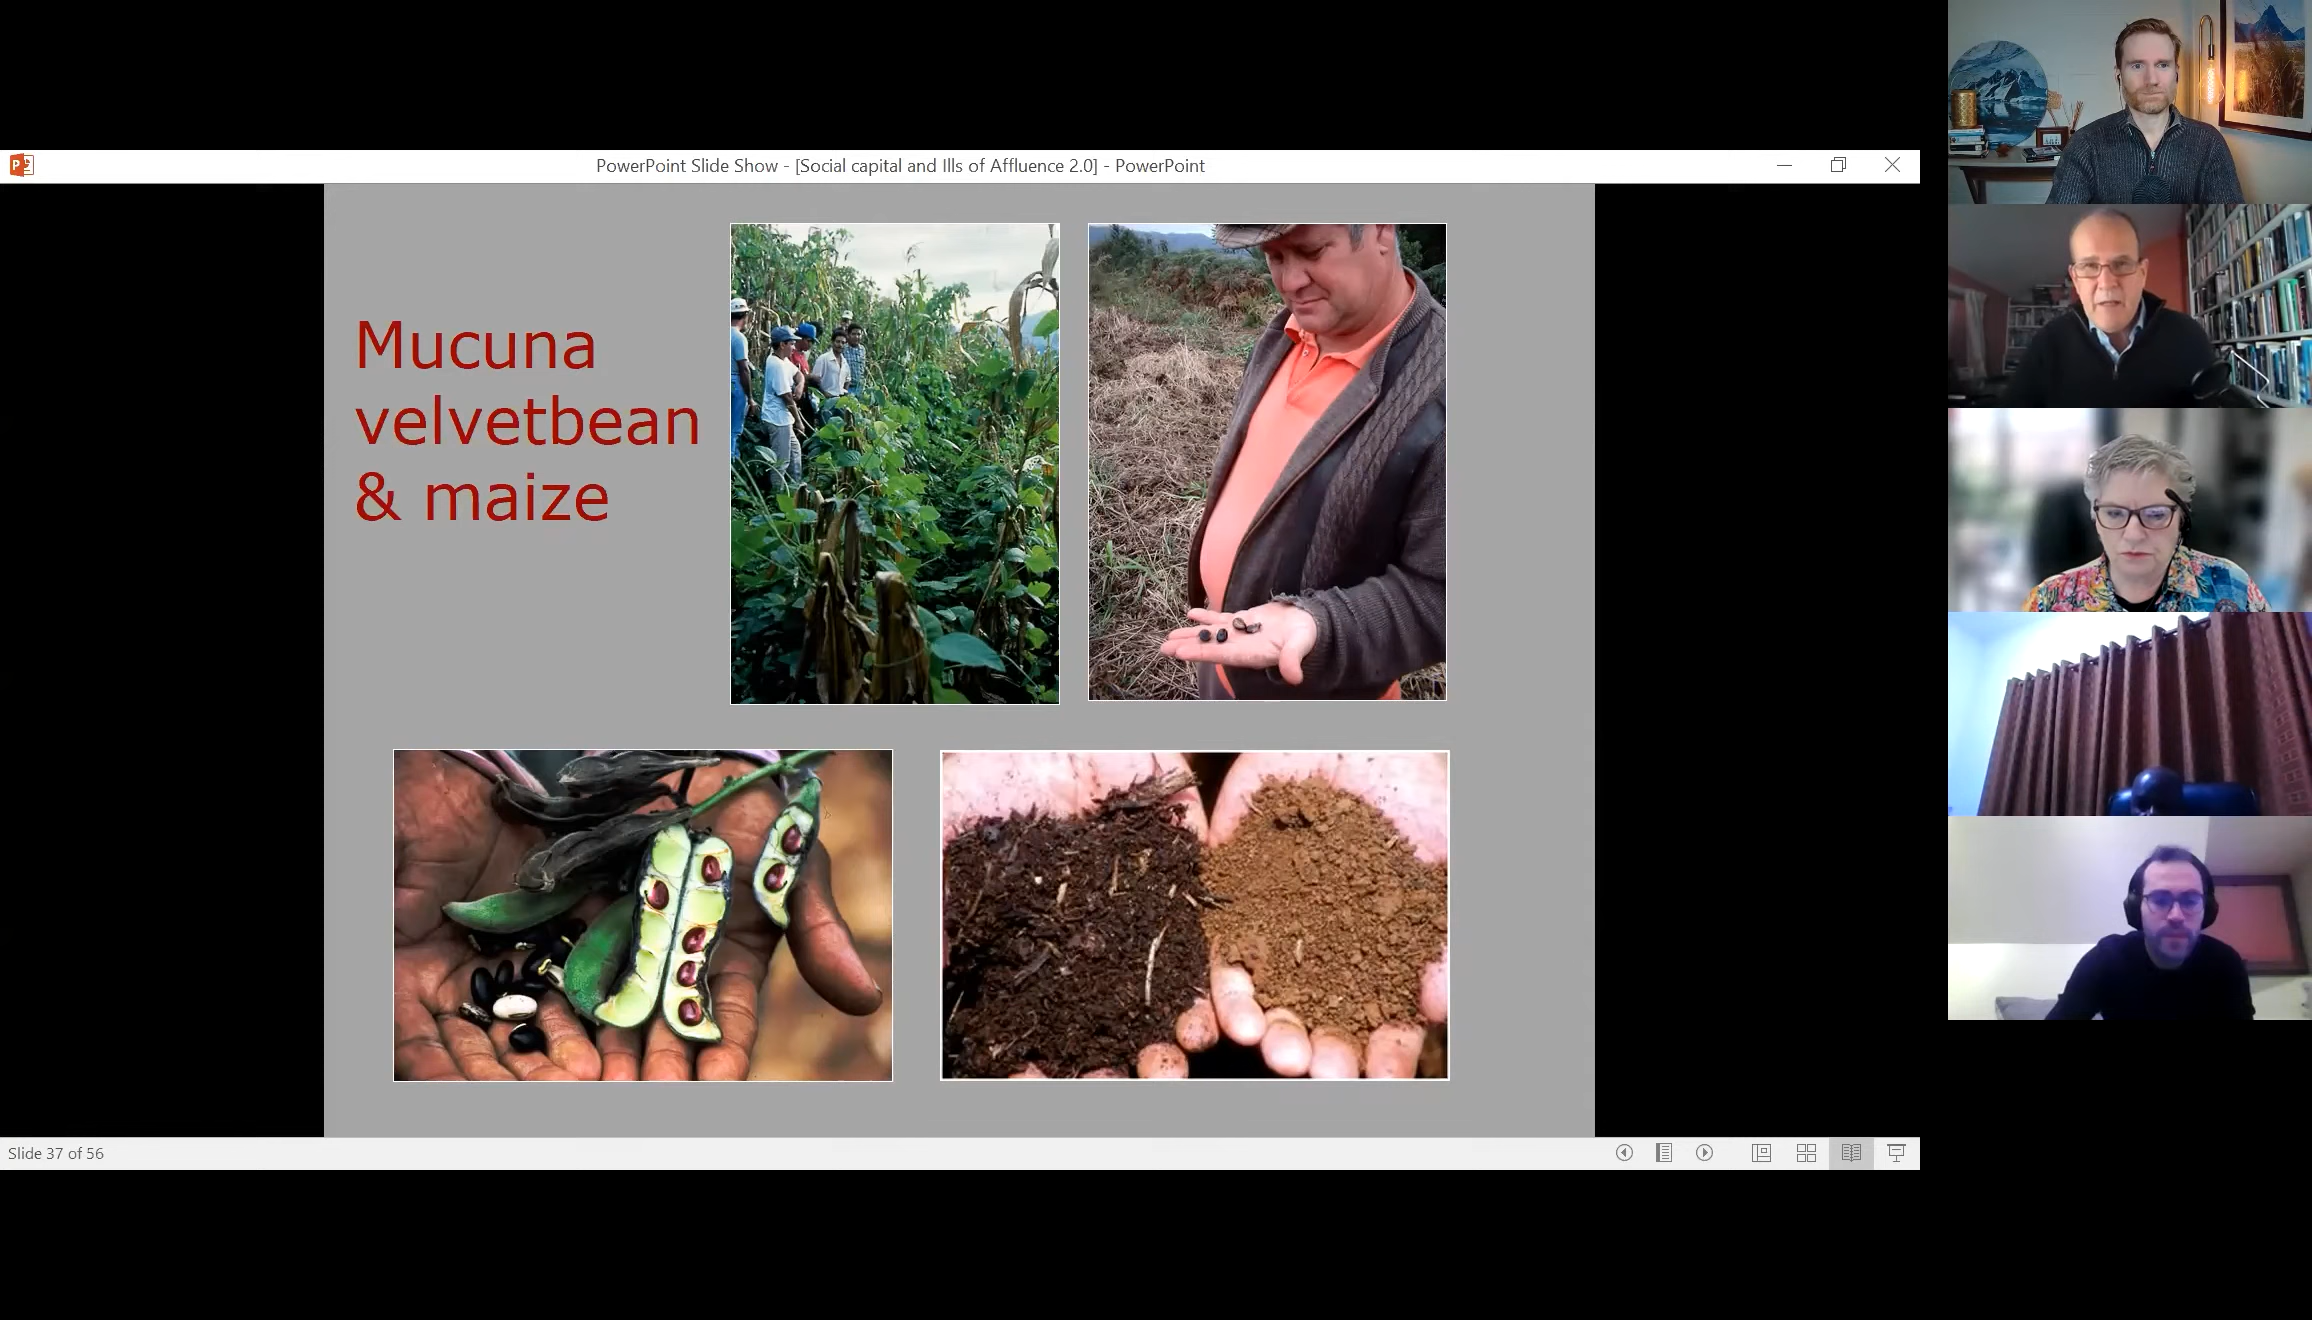 PowerPoint Slide Show - [Social capital and Ills of Affluence 2.0] - PowerPoint
Mucuna
velvetbean
& maize
Slide 37 of 56